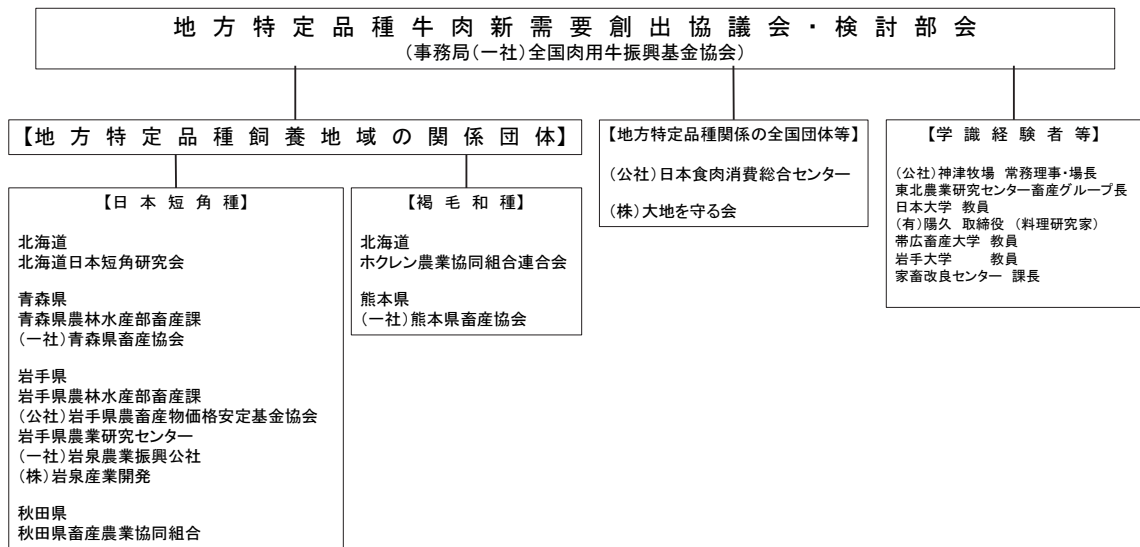 地方特定品種牛肉新需要創出協議会・検討部会
(事務局(一社)全国肉用牛振興基金協会)
【地方特定品種飼養地域の関係団体】
【日本短角種】
北海道
北海道日本短角研究会
青森県
青森県農林水産部畜産課
(一社)青森県畜産協会
岩手県
岩手県農林水産部畜産課
(公社)岩手県農畜産物価格安定基金協会
岩手県農業研究センター
(一社)岩泉農業振興公社
(株)岩泉産業開発
秋田県
秋田県畜産農業協同組合
【褐毛和種】
北海道
ホクレン農業協同組合連合会
熊本県
(一社)熊本県畜産協会
【地方特定品種関係の全国団体等】
(公社)日本食肉消費総合センター
(株)大地を守る会
【学識経験者等】
(公社)神津牧場 常務理事・場長
東北農業研究センター畜産グループ長
日本大学 教員
(有)陽久 取締役 (料理研究家)
帯広畜産大学 教員
岩手大学 教員
家畜改良センター 課長